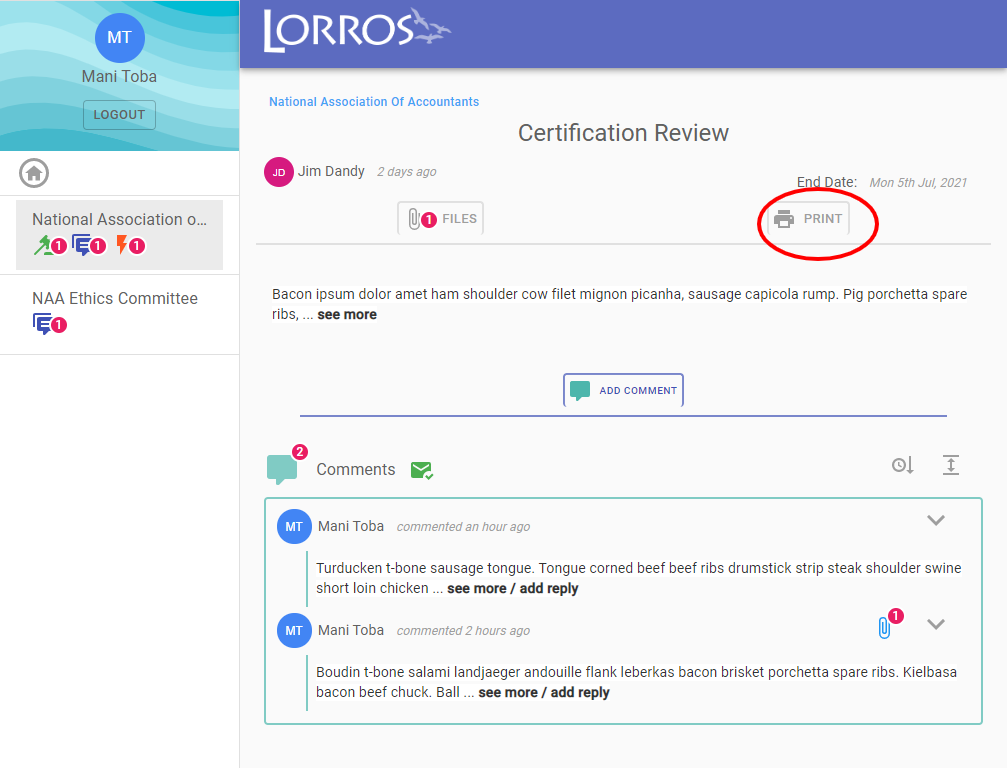 MT
Mani Toba
LOGOUT
National Association o...
1 1 1
NAA Ethics Committee
1
LORROS
National Association Of Accountants
Certification Review
JD Jim Dandy 2 days ago
End Date: Mon 5th Jul, 2021
1 FILES
PRINT
Bacon ipsum dolor amet ham shoulder cow filet mignon picanha, sausage capicola rump. Pig porchetta spare
ribs, ... see more
ADD COMMENT
2
Comments
MT Mani Toba commented an hour ago
Turducken t-bone sausage tongue. Tongue corned beef beef ribs drumstick strip steak shoulder swine
short loin chicken ... see more / add reply
MT Mani Toba commented 2 hours ago 1
Boudin t-bone salami landjaeger andouille flank leberkas bacon brisket porchetta spare ribs. Kielbasa
bacon beef chuck. Ball ... see more / add reply